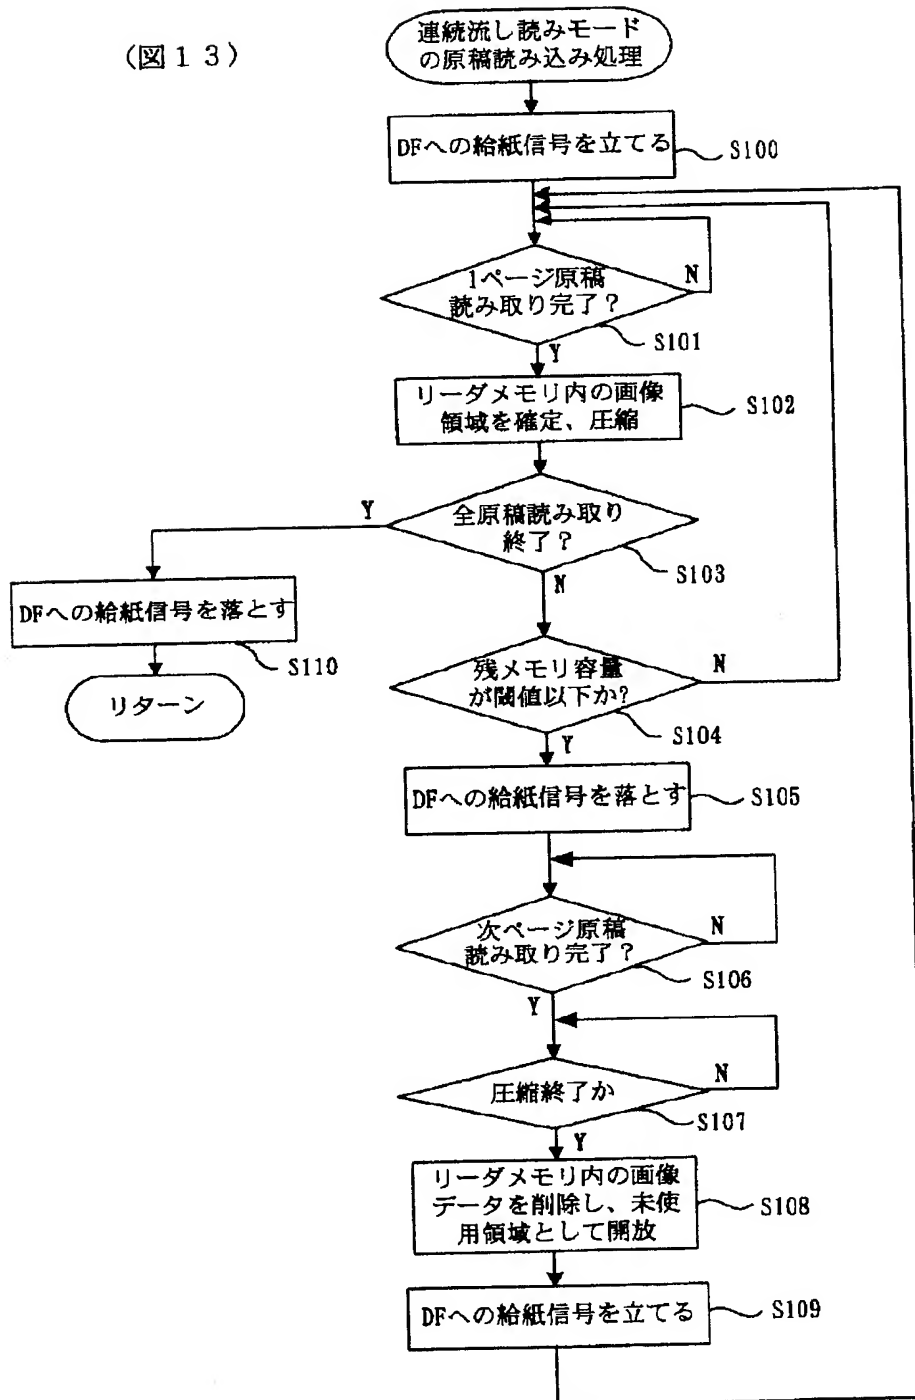 (図13)
連続流し読みモード
の原稿読み込み処理
DFへの給紙信号を立てる
S100
1ページ原稿
読み取り完了？
N
S101
Y
リーダメモリ内の画像
領域を確定、圧縮
S102
全原稿読み取り
終了？
Y
S103
N
DFへの給紙信号を落とす
S110
リターン
残メモリ容量
が閾値以下か?
N
S104
Y
DFへの給紙信号を落とす
S105
次ページ原稿
読み取り完了？
N
S106
Y
圧縮終了か
N
S107
Y
リーダメモリ内の画像
データを削除し、未使
用領域として開放
S108
DFへの給紙信号を立てる
S109